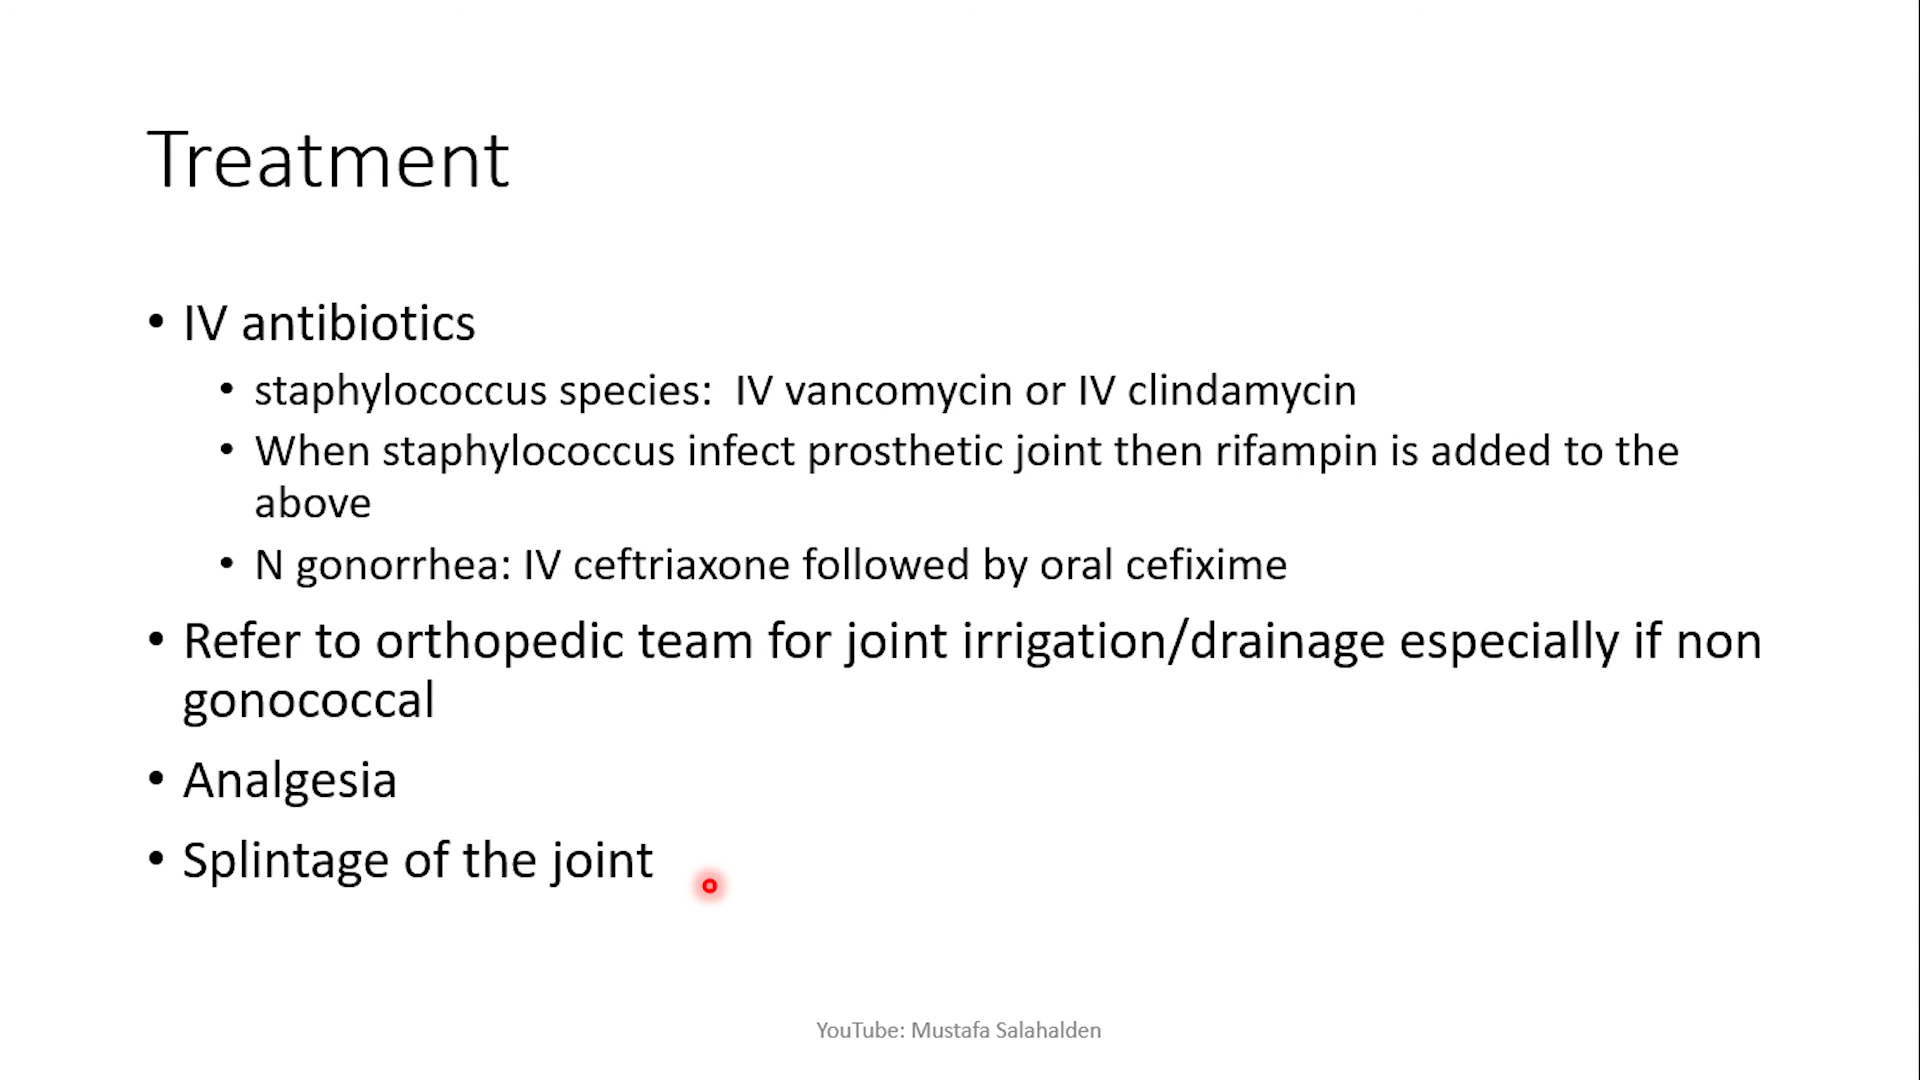 Treatment
• IV antibiotics
• staphylococcus species:  IV vancomycin or IV clindamycin
• When staphylococcus infect prosthetic joint then rifampin is added to the
above
• N gonorrhea: IV ceftriaxone followed by oral cefixime
• Refer to orthopedic team for joint irrigation/drainage especially if non
gonococcal
• Analgesia
• Splintage of the joint
YouTube: Mustafa Salahalden